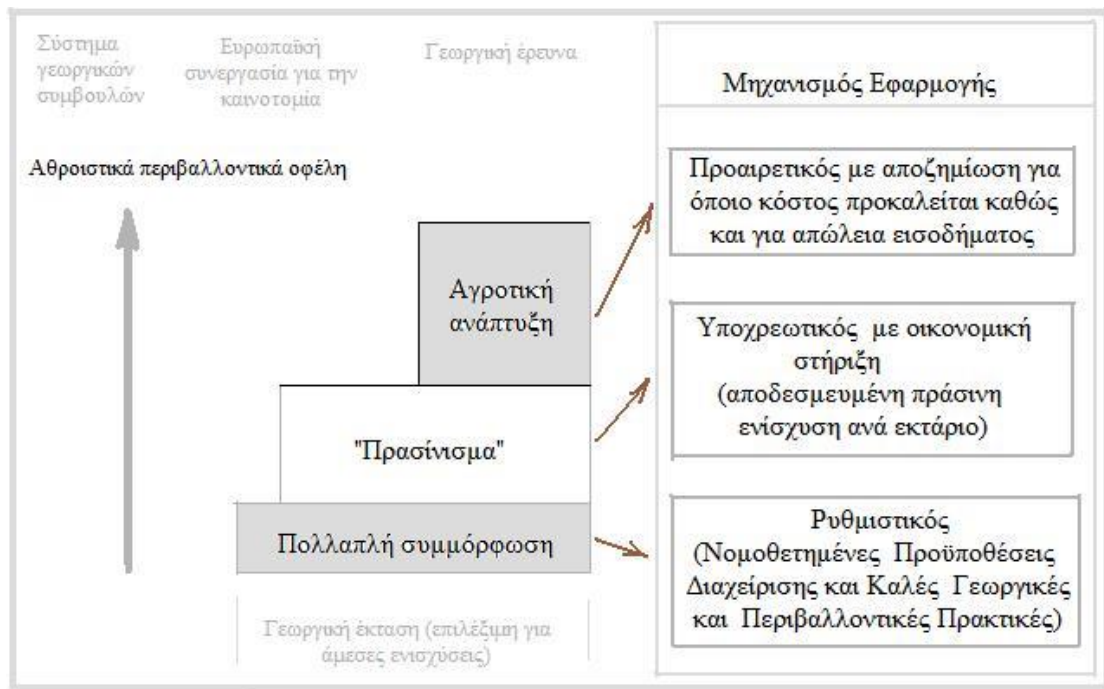 Σύστημα
γεωργικών
συμβουλών
Ευρωπαϊκή
συνεργασία για την
καινοτομία
Γεωργική έρευνα
Μηχανισμός Εφαρμογής
Αθροιστικά περιβαλλοντικά οφέλη
Προαιρετικός με αποζημίωση για
όποιο κόστος προκαλείται καθώς
και για απώλεια εισοδήματος
Αγροτική
ανάπτυξη
Υποχρεωτικός με οικονομική
στήριξη
(αποδεσμευμένη πράσινη
ενίσχυση ανά εκτάριο)
"Πρασίνισμα"
Πολλαπλή συμμόρφωση
Ρυθμιστικός
(Νομοθετημένες Προϋποθέσεις
Διαχείρισης και Καλές Γεωργικές
και Περιβαλλοντικές Πρακτικές)
Γεωργική έκταση (επιλέξιμη για
άμεσες ενισχύσεις)